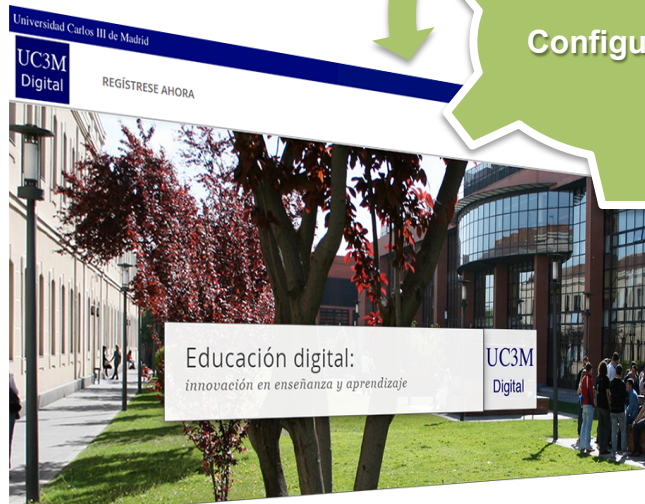 Universidad Carlos III de Madrid
UC3M
Digital
REGÍSTRESE AHORA
Configu
Educación digital:
innovación en enseñanza y aprendizaje
UC3M
Digital